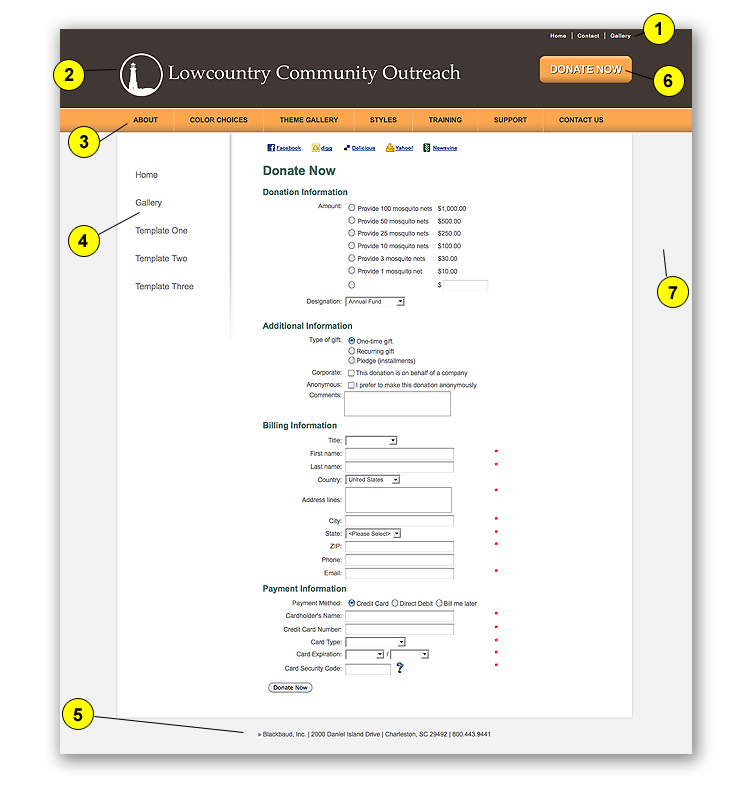 Home | Contact | Gallery
1
2
Lowcountry Community Outreach
DONATE NOW
6
ABOUT COLOR CHOICES THEME GALLERY STYLES TRAINING SUPPORT CONTACT US
3
Facebook digg Delicious Yahoo! Newsvine
Home
Gallery
Template One
Template Two
Template Three
4
Donate Now
Donation Information
Amount: Provide 100 mosquito nets $1,000.00
Provide 50 mosquito nets $500.00
Provide 25 mosquito nets $250.00
Provide 10 mosquito nets $100.00
Provide 3 mosquito nets $30.00
Provide 1 mosquito net $10.00
$
7
Designation: Annual Fund
Additional Information
Type of gift: One-time gift
Recurring gift
Pledge (installments)
Corporate: This donation is on behalf of a company
Anonymous: I prefer to make this donation anonymously
Comments:
Billing Information
Title:
First name: *
Last name: *
Country: United States
Address lines: *
City: *
State: <Please Select> *
ZIP: *
Phone:
Email: *
Payment Information
Payment Method: Credit Card Direct Debit Bill me later
Cardholder's Name: *
Credit Card Number: *
Card Type: *
Card Expiration: / *
Card Security Code: ? *
Donate Now
5
» Blackbaud, Inc. | 2000 Daniel Island Drive | Charleston, SC 29492 | 800.443.9441